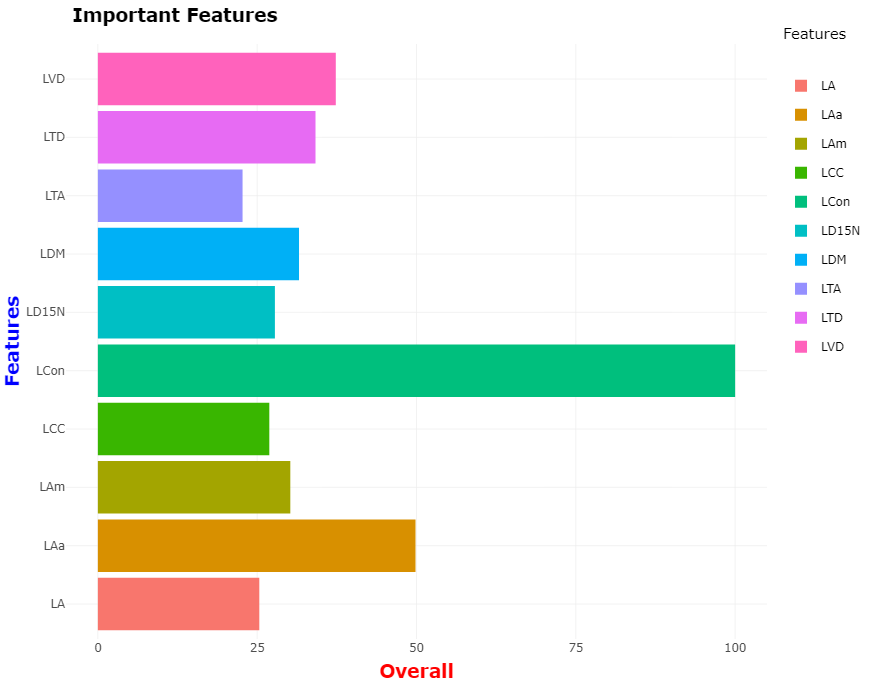 Important Features
Features
LA
LAa
LAm
LCC
LCon
LD15N
LDM
LTA
LTD
LVD
Features
LVD
LTD
LTA
LDM
LD15N
LCon
LCC
LAm
LAa
LA
0 25 50 75 100
Overall